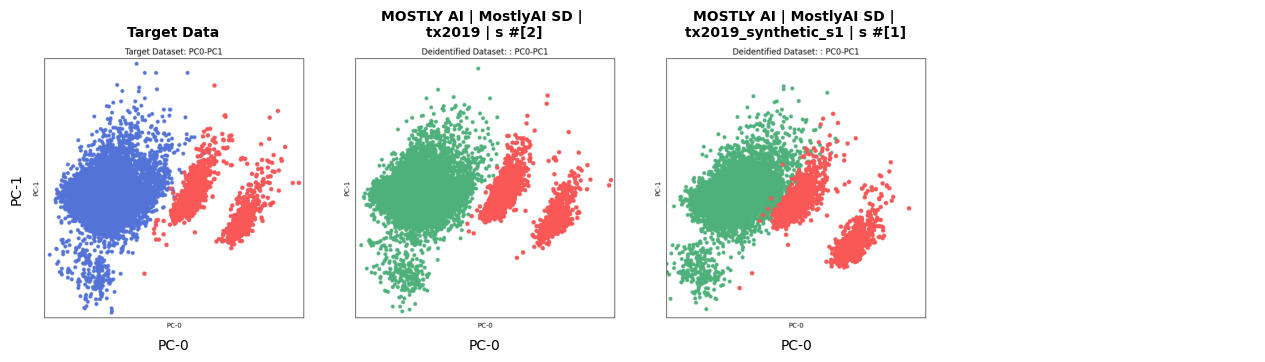 Target Data
Target Dataset: PC0-PC1
PC-1
PC-1
PC-0
PC-0
MOSTLY AI | MostlyAI SD |
tx2019 | s #[2]
Deidentified Dataset: : PC0-PC1
PC-1
PC-0
PC-0
MOSTLY AI | MostlyAI SD |
tx2019_synthetic_s1 | s #[1]
Deidentified Dataset: : PC0-PC1
PC-1
PC-0
PC-0